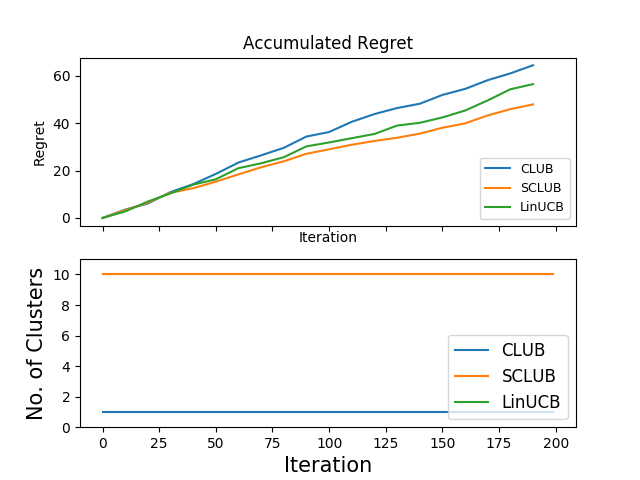 Accumulated Regret
60
40
20
0
Regret
CLUB
SCLUB
LinUCB
Iteration
10
8
6
4
2
0
No. of Clusters
CLUB
SCLUB
LinUCB
0 25 50 75 100 125 150 175 200
Iteration